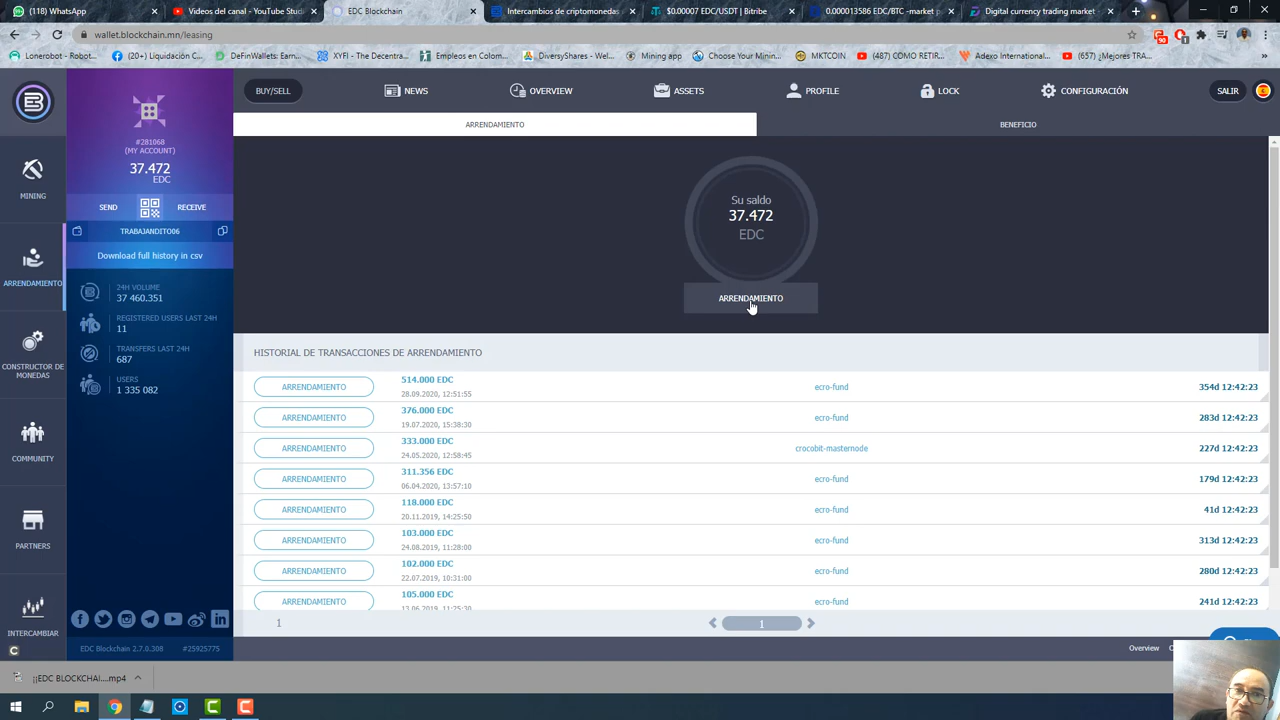 WhatsApp
Videos del canal - YouTube Stu
EDC Blockchain
Intercambios de criptomonedas
$0.00007 EDC/USDT | Bitribe
0.000013586 EDC/BTC-market p
Digital currency trading market
wallet.blockchain.mn/leasing
Lonerobot - Robot...
(20+) Liquidación C...
DeFinWallets: Earn...
XYFI - The Decentra...
Empleos en Colom...
DiversyShares - Wel...
Mining app
Choose Your Minin...
MKTCOIN
(487) COMO RETIR...
Adexo Internationa...
(657) ¿Mejores TRA...
BUY/SELL
NEWS
OVERVIEW
ASSETS
PROFILE
LOCK
CONFIGURACIÓN
SALIR
ARRENDAMIENTO
BENEFICIO
MINING
ARRENDAMIENTO
CONSTRUCTOR DE
MONEDAS
COMMUNITY
PARTNERS
INTERCAMBIAR
#281068
(MY ACCOUNT)
37.472
EDC
SEND
RECEIVE
TRABAJANDITO06
Download full history in csv
24H VOLUME
37 460.351
REGISTERED USERS LAST 24H
11
TRANSFERS LAST 24H
687
USERS
1 335 082
EDC Blockchain 2.7.0.308
#25925775
Su saldo
37.472
EDC
ARRENDAMIENTO
HISTORIAL DE TRANSACCIONES DE ARRENDAMIENTO
ARRENDAMIENTO
514.000 EDC
28.09.2020, 12:51:55
ecro-fund
354d 12:42:23
ARRENDAMIENTO
376.000 EDC
19.07.2020, 15:38:30
ecro-fund
283d 12:42:23
ARRENDAMIENTO
333.000 EDC
24.05.2020, 12:58:45
crocobit-masternode
227d 12:42:23
ARRENDAMIENTO
311.356 EDC
06.04.2020, 13:57:10
ecro-fund
179d 12:42:23
ARRENDAMIENTO
118.000 EDC
20.11.2019, 14:25:50
ecro-fund
41d 12:42:23
ARRENDAMIENTO
103.000 EDC
24.08.2019, 11:28:00
ecro-fund
313d 12:42:23
ARRENDAMIENTO
102.000 EDC
22.07.2019, 10:31:00
ecro-fund
280d 12:42:23
ARRENDAMIENTO
105.000 EDC
13.06.2019, 11:25:30
ecro-fund
241d 12:42:23
1
1
Overview
¡¡EDC BLOCKCHAI....mp4